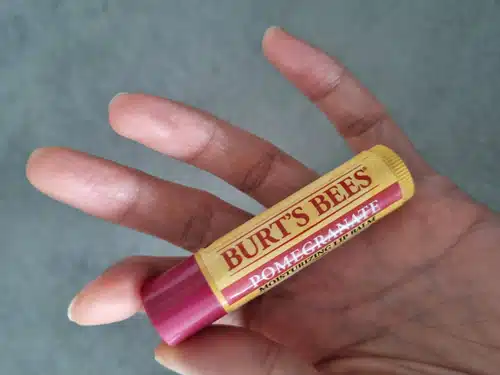 BURT'S BEES
POMEGRANATE
MOISTURIZING LIP BALM